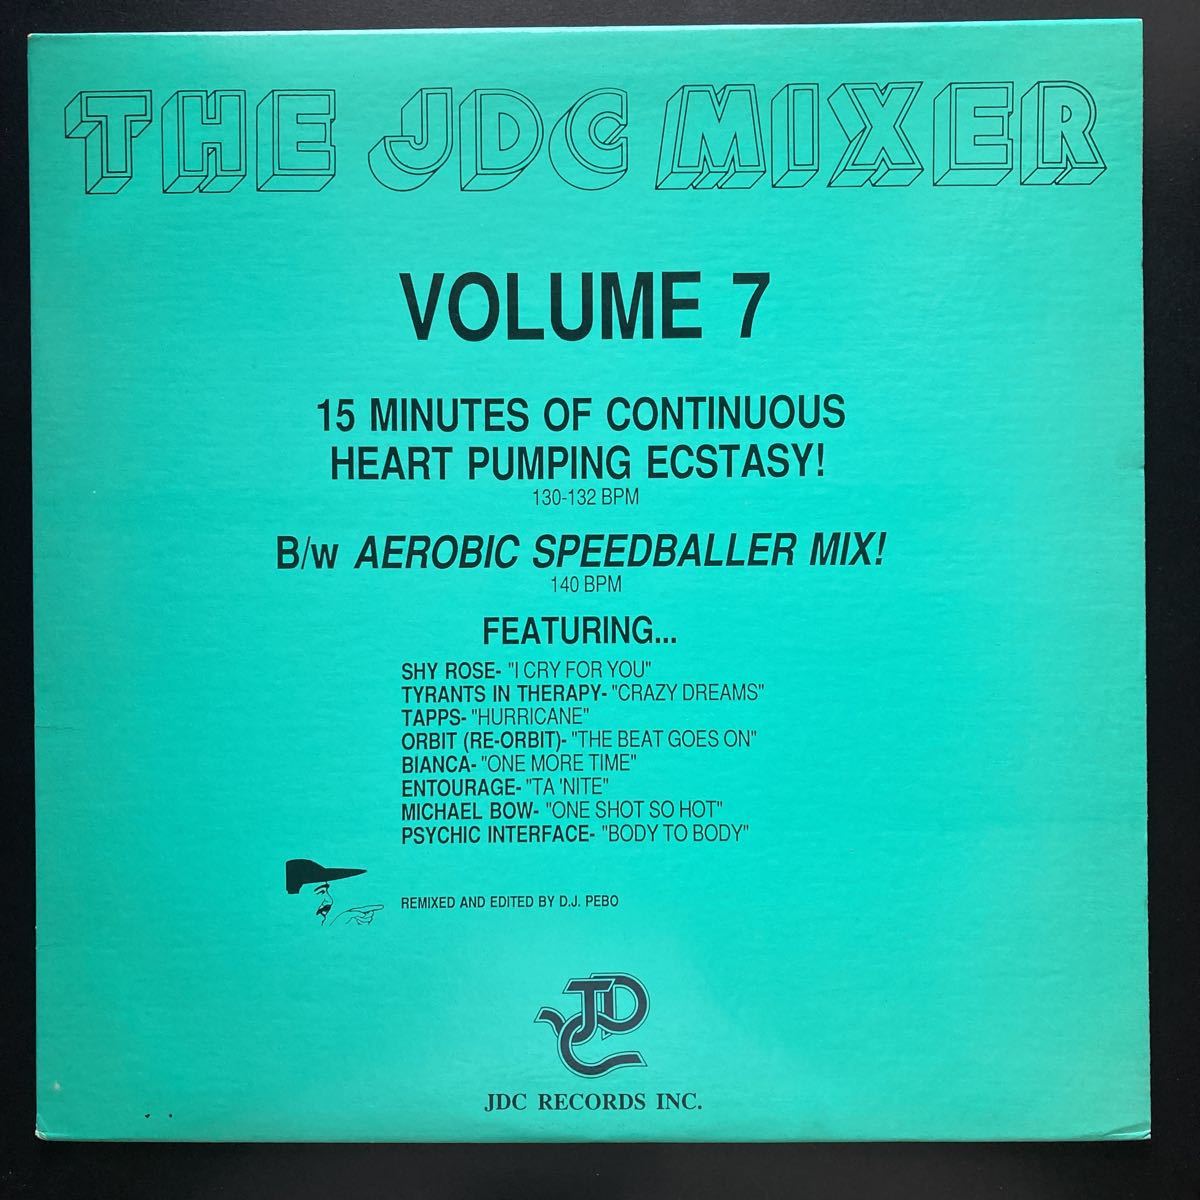 THE JDC MIXER
VOLUME 7
15 MINUTES OF CONTINUOUS
HEART PUMPING ECSTASY!
130-132 BPM
B/w AEROBIC SPEEDBALLER MIX!
140 BPM
FEATURING...
SHY ROSE- "I CRY FOR YOU"
TYRANTS IN THERAPY- "CRAZY DREAMS"
TAPPS- "HURRICANE"
ORBIT (RE-ORBIT)- "THE BEAT GOES ON"
BIANCA- "ONE MORE TIME"
ENTOURAGE- "TA 'NITE"
MICHAEL BOW- "ONE SHOT SO HOT"
PSYCHIC INTERFACE- "BODY TO BODY"
REMIXED AND EDITED BY D.J. PEBO
JDC
JDC RECORDS INC.